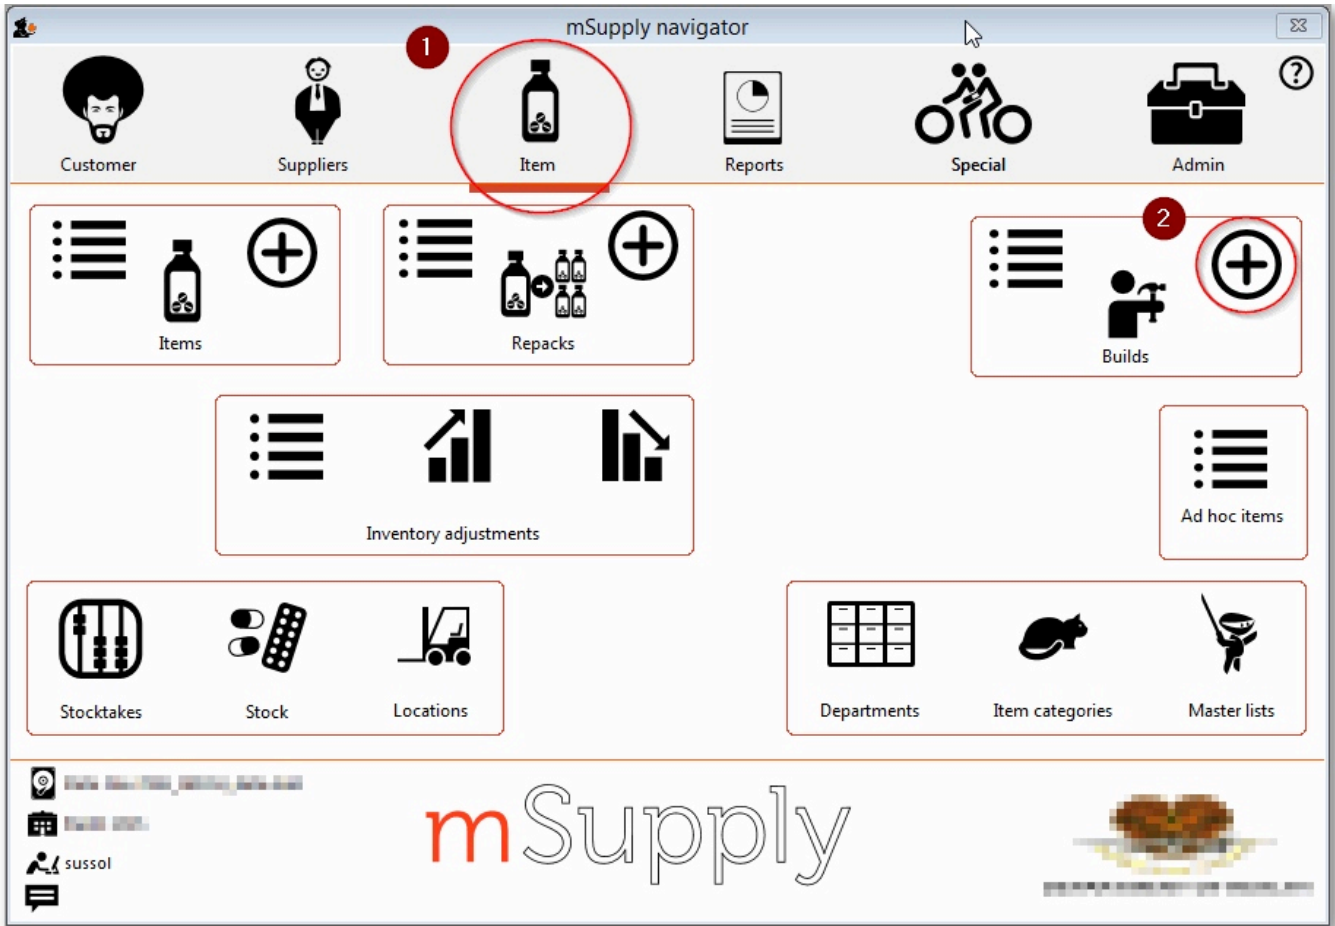 mSupply navigator
1
?
Customer
Suppliers
Item
Reports
Special
Admin
2
Items
Repacks
Builds
Inventory adjustments
Ad hoc items
Stocktakes
Stock
Locations
Departments
Item categories
Master lists
sussol
mSupply